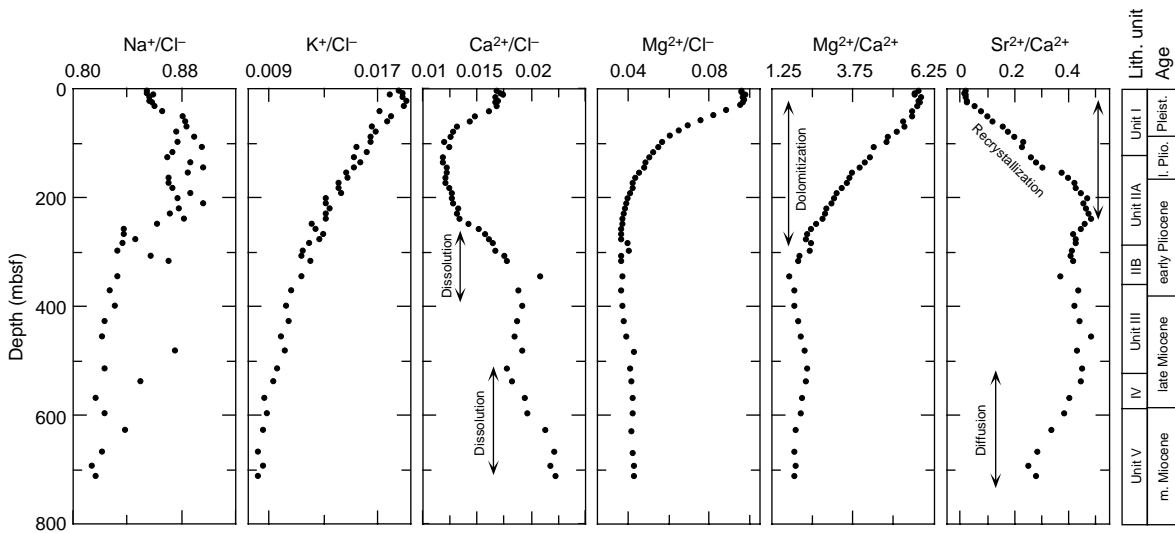 Na⁺/Cl⁻
0.80 0.88
K⁺/Cl⁻
0.009 0.017
Ca²⁺/Cl⁻
0.01 0.015 0.02
Mg²⁺/Cl⁻
0.04 0.08
Mg²⁺/Ca²⁺
1.25 3.75 6.25
Sr²⁺/Ca²⁺
0 0.2 0.4
Lith. unit
Age
Depth (mbsf)
0
200
400
600
800
Dissolution
Dissolution
Dolomitization
Recrystallization
Diffusion
Unit I
Unit IIA
IIB
Unit III
IV
Unit V
Pleist.
l. Plio.
early Pliocene
late Miocene
m. Miocene